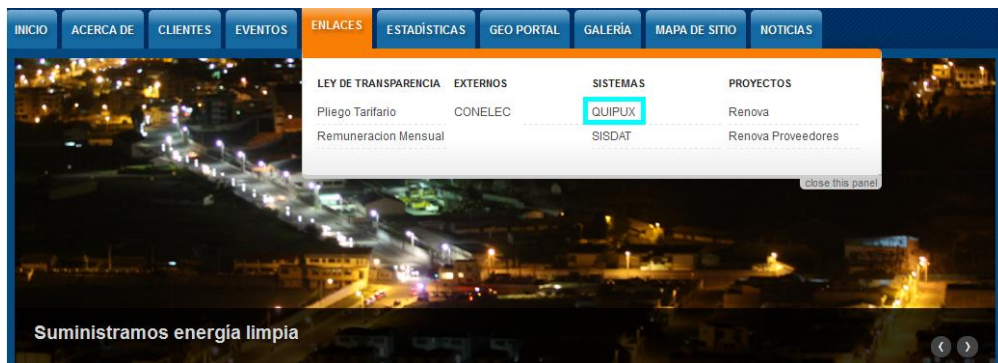 INICIO ACERCA DE CLIENTES EVENTOS ENLACES ESTADÍSTICAS GEO PORTAL GALERÍA MAPA DE SITIO NOTICIAS
LEY DE TRANSPARENCIA EXTERNOS SISTEMAS PROYECTOS
Pliego Tarifario CONELEC QUIPUX Renova
Remuneracion Mensual SISDAT Renova Proveedores
close this panel
Suministramos energía limpia